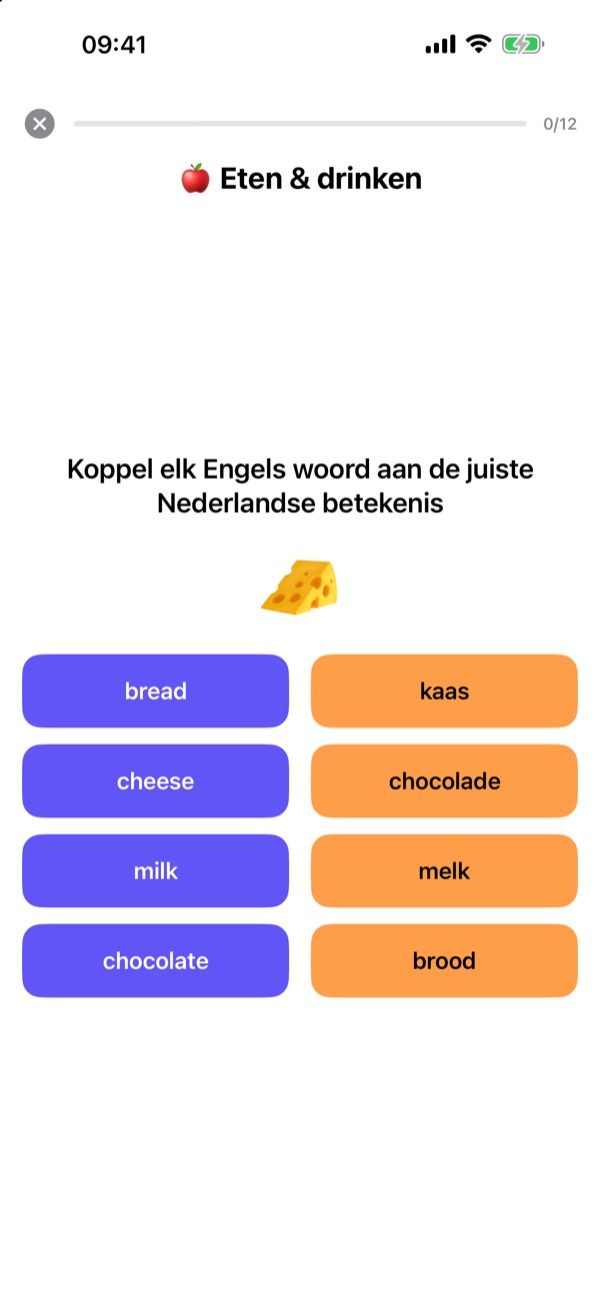 09:41
0/12
Eten & drinken
Koppel elk Engels woord aan de juiste
Nederlandse betekenis
bread
kaas
cheese
chocolade
milk
melk
chocolate
brood